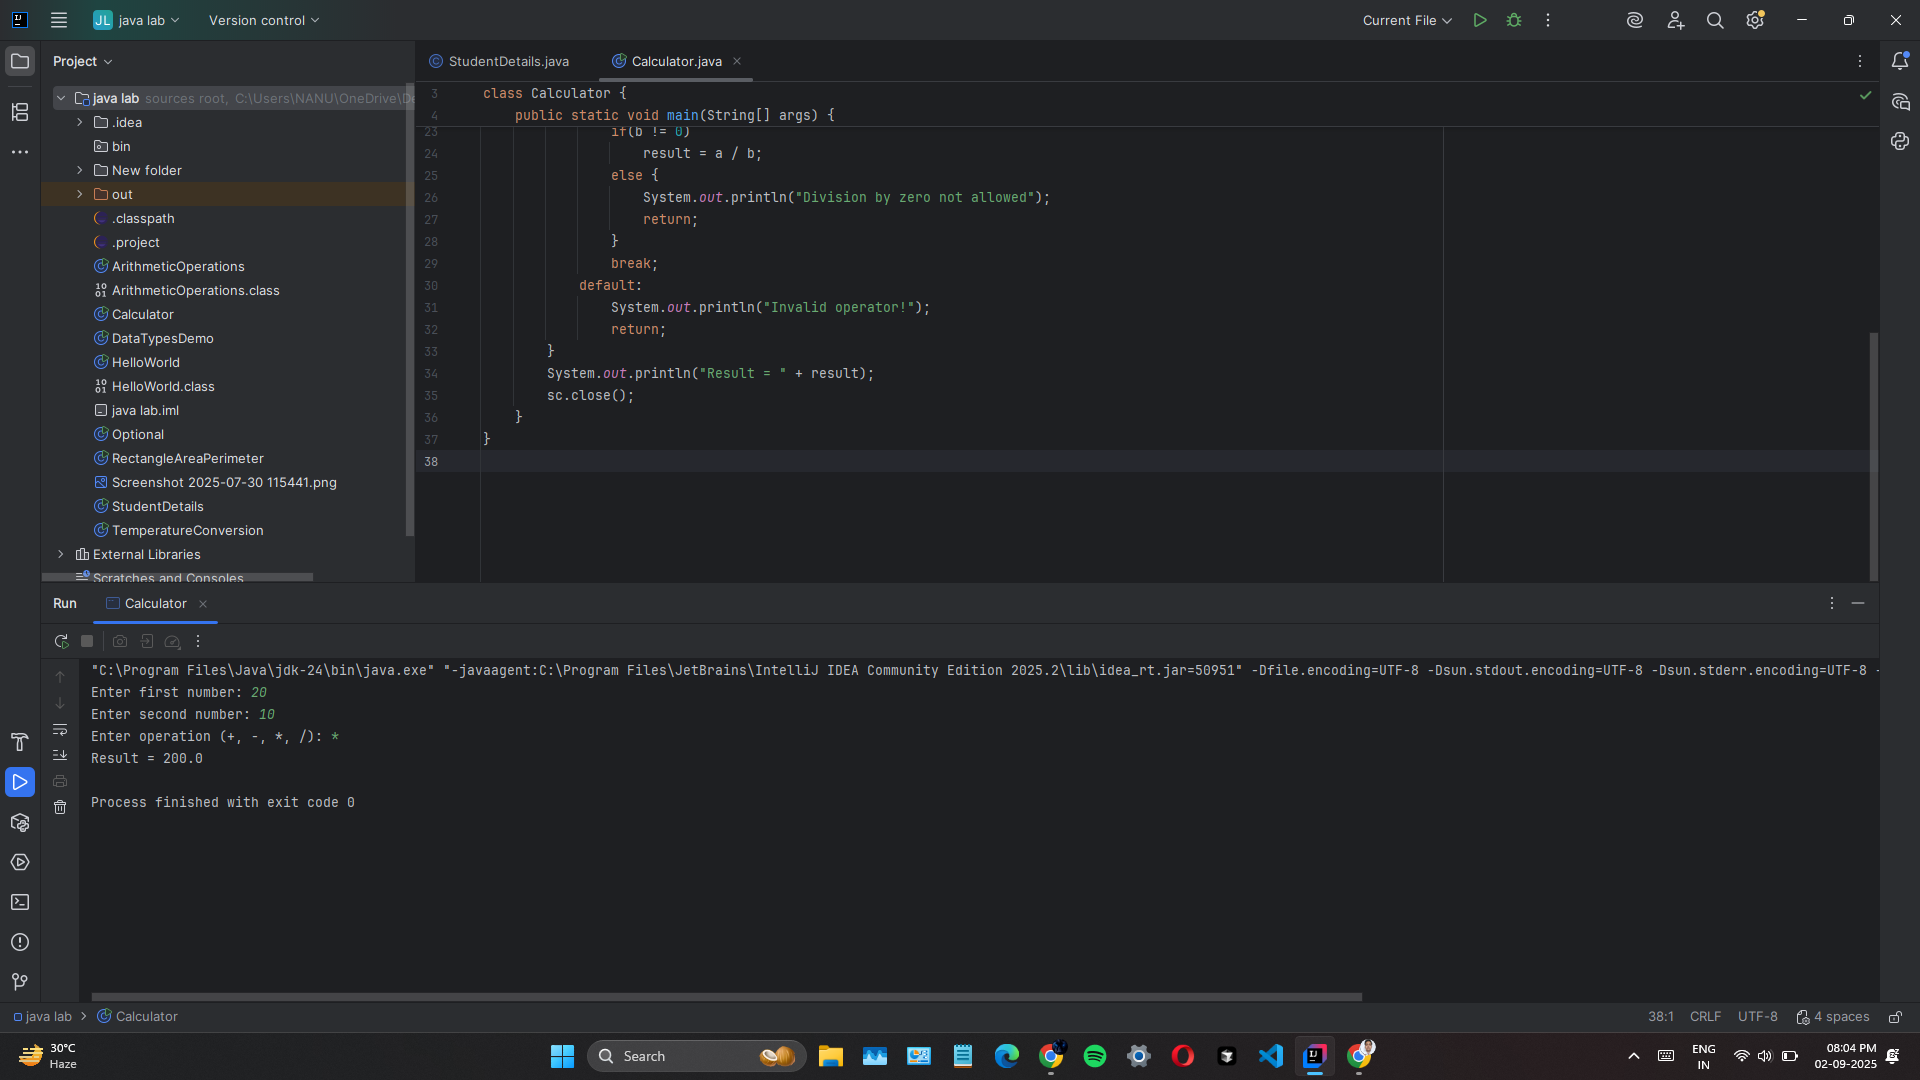 JL java lab Version control Current File
Project
StudentDetails.java Calculator.java
java lab sources root, C:\Users\NANU\OneDrive\De
.idea
bin
New folder
out
.classpath
.project
ArithmeticOperations
ArithmeticOperations.class
Calculator
DataTypesDemo
HelloWorld
HelloWorld.class
java lab.iml
Optional
RectangleAreaPerimeter
Screenshot 2025-07-30 115441.png
StudentDetails
TemperatureConversion
External Libraries
Scratches and Consoles
3 class Calculator {
4 public static void main(String[] args) {
23 if(b != 0)
24 result = a / b;
25 else {
26 System.out.println("Division by zero not allowed");
27 return;
28 }
29 break;
30 default:
31 System.out.println("Invalid operator!");
32 return;
33 }
34 System.out.println("Result = " + result);
35 sc.close();
36 }
37 }
38
Run Calculator
"C:\Program Files\Java\jdk-24\bin\java.exe" "-javaagent:C:\Program Files\JetBrains\IntelliJ IDEA Community Edition 2025.2\lib\idea_rt.jar=50951" -Dfile.encoding=UTF-8 -Dsun.stdout.encoding=UTF-8 -Dsun.stderr.encoding=UTF-8 -
Enter first number: 20
Enter second number: 10
Enter operation (+, -, *, /): *
Result = 200.0
Process finished with exit code 0
java lab Calculator 38:1 CRLF UTF-8 4 spaces
30°C
Haze
Search
ENG
IN
08:04 PM
02-09-2025